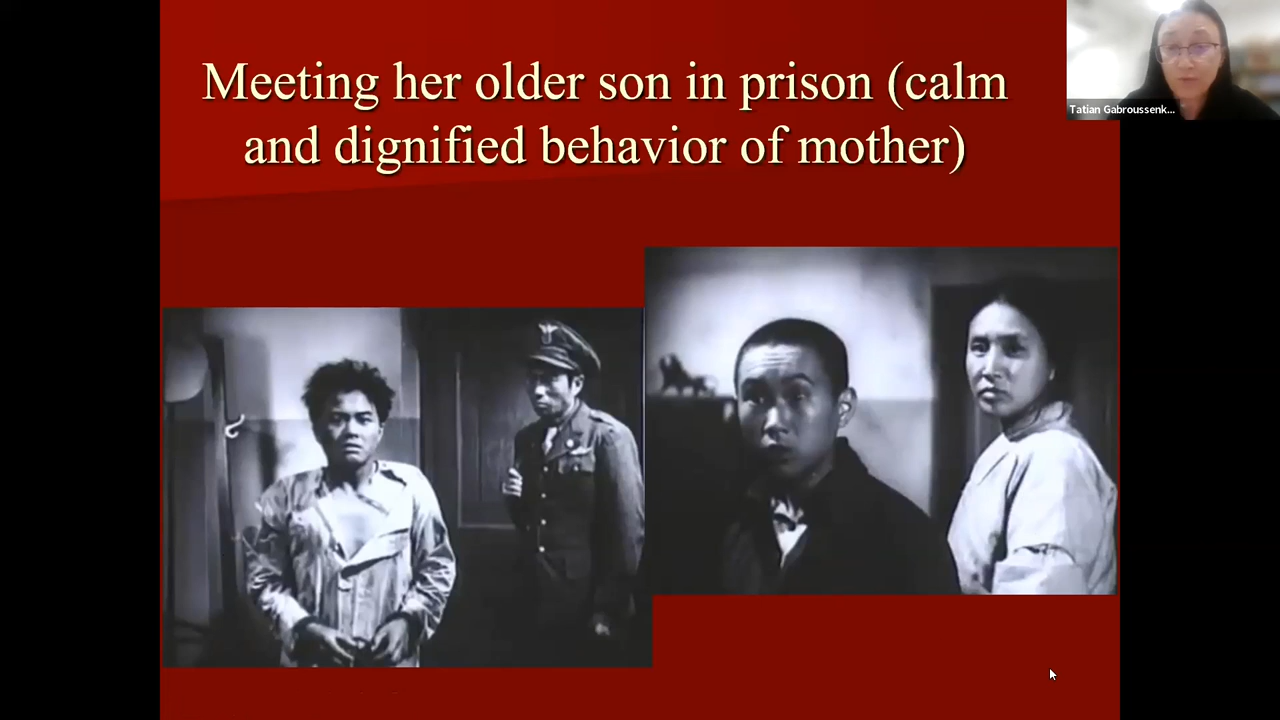 Meeting her older son in prison (calm
and dignified behavior of mother)
Tatian Gabroussenk...